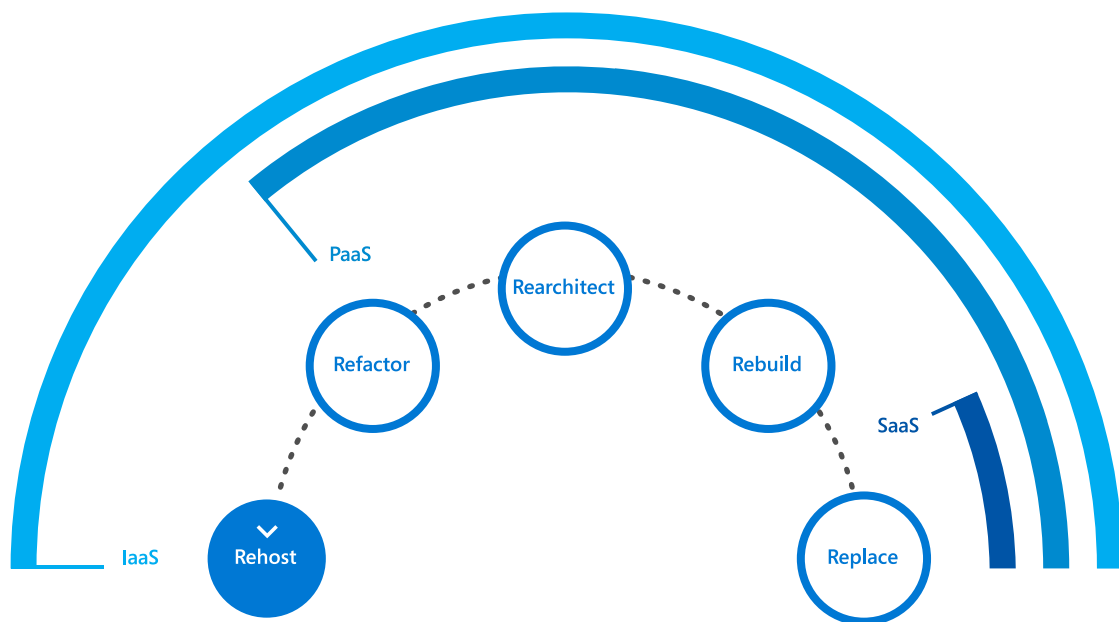 PaaS
Rearchitect
Refactor
Rebuild
SaaS
IaaS
Rehost
Replace